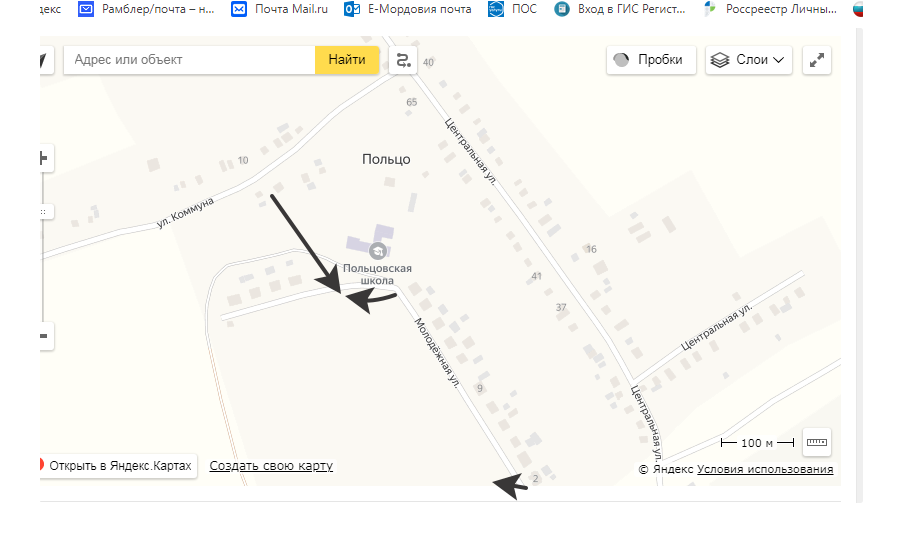 ндекс Рамблер/почта – н... Почта Mail.ru Е-Мордовия почта ПОС Вход в ГИС Регист... Россреестр Личны...
Адрес или объект Найти Пробки Слои
40
65
Центральная ул.
10
Польцо
ул. Коммуна
16
Польцовская
школа
41
37
Центральная ул.
Молодёжная ул.
9
Центральная ул.
100 м
Открыть в Яндекс.Картах Создать свою карту
© Яндекс Условия использования
2